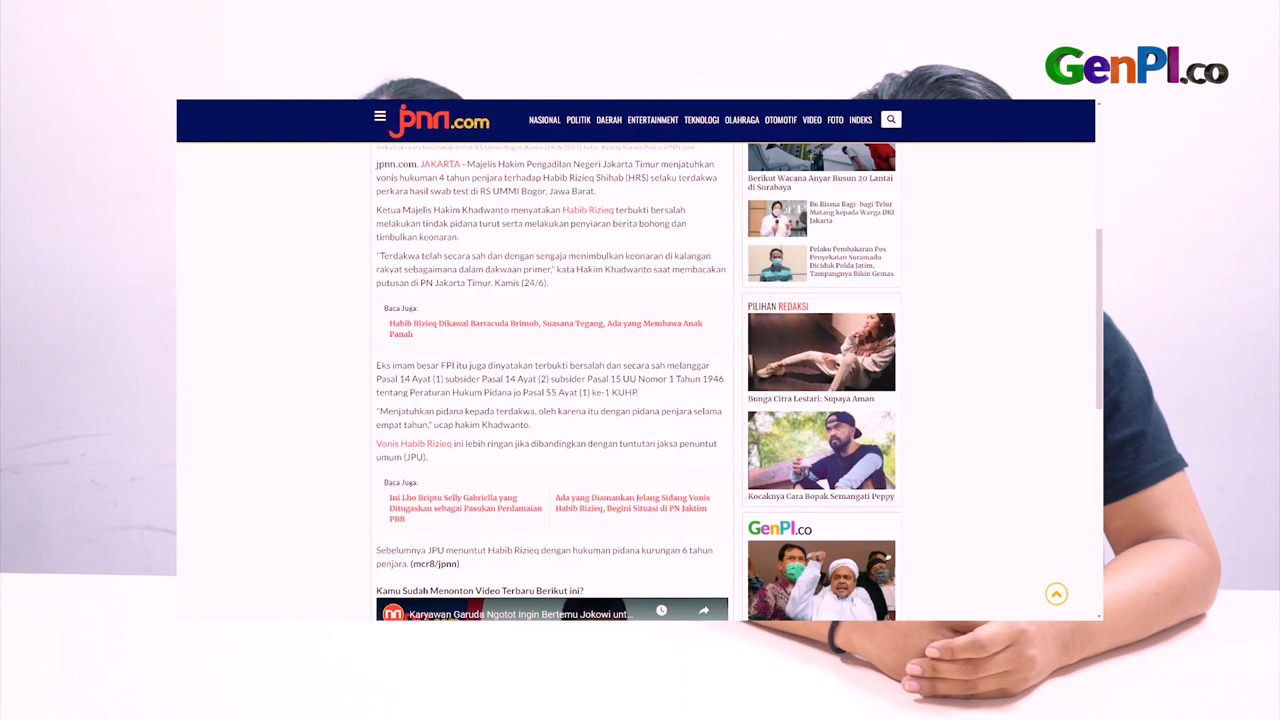 GenPI.co
jpnn.com
NASIONAL POLITIK DAERAH ENTERTAINMENT TEKNOLOGI OLAHRAGA OTOMOTIF VIDEO FOTO INDEKS
jpnn.com, JAKARTA - Majelis Hakim Pengadilan Negeri Jakarta Timur menjatuhkan
vonis hukuman 4 tahun penjara terhadap Habib Rizieq Shihab (HRS) selaku terdakwa
perkara hasil swab test di RS UMMI Bogor, Jawa Barat.
Ketua Majelis Hakim Khadwanto menyatakan Habib Rizieq terbukti bersalah
melakukan tindak pidana turut serta melakukan penyiaran berita bohong dan
timbulkan keonaran.
"Terdakwa telah secara sah dan dengan sengaja menimbulkan keonaran di kalangan
rakyat sebagaimana dalam dakwaan primer," kata Hakim Khadwanto saat membacakan
putusan di PN Jakarta Timur, Kamis (24/6).
Baca Juga:
Habib Rizieq Dikawal Barracuda Brimob, Suasana Tegang, Ada yang Membawa Anak
Panah
Eks imam besar FPI itu juga dinyatakan terbukti bersalah dan secara sah melanggar
Pasal 14 Ayat (1) subsider Pasal 14 Ayat (2) subsider Pasal 15 UU Nomor 1 Tahun 1946
tentang Peraturan Hukum Pidana jo Pasal 55 Ayat (1) ke-1 KUHP.
"Menjatuhkan pidana kepada terdakwa, oleh karena itu dengan pidana penjara selama
empat tahun," ucap hakim Khadwanto.
Vonis Habib Rizieq ini lebih ringan jika dibandingkan dengan tuntutan jaksa penuntut
umum (JPU).
Baca Juga:
Ini Lho Briptu Selly Gabriella yang
Ditugaskan sebagai Pasukan Perdamaian
PBB
Ada yang Diamankan Jelang Sidang Vonis
Habib Rizieq, Begini Situasi di PN Jaktim
Sebelumnya JPU menuntut Habib Rizieq dengan hukuman pidana kurungan 6 tahun
penjara. (mcr8/jpnn)
Kamu Sudah Menonton Video Terbaru Berikut ini?
Karyawan Garuda Ngotot Ingin Bertemu Jokowi unt...
Berikut Wacana Anyar Rusun 20 Lantai
di Surabaya
Bu Risma Bagi-bagi Telur
Matang kepada Warga DKI
Jakarta
Pelaku Pembakaran Pos
Penyekatan Suramadu
Diciduk Polda Jatim,
Tampangnya Bikin Gemas
PILIHAN REDAKSI
Bunga Citra Lestari: Supaya Aman
Kocaknya Cara Bopak Semangati Peppy
GenPI.co